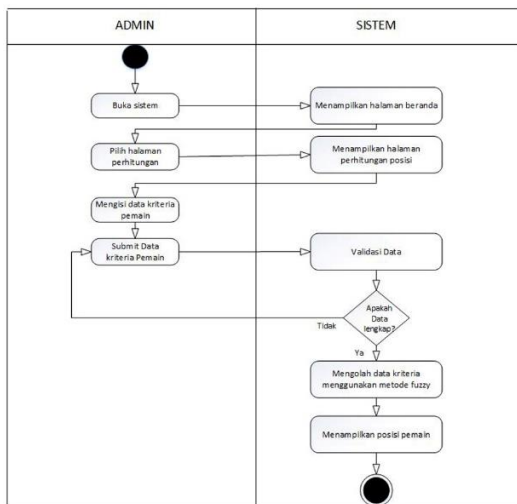 ADMIN
SISTEM
Buka sistem
Menampilkan halaman beranda
Pilih halaman
perhitungan
Menampilkan halaman
perhitungan posisi
Mengisi data kriteria
pemain
Submit Data
kriteria Pemain
Validasi Data
Apakah
Data
lengkap?
Tidak
Ya
Mengolah data kriteria
menggunakan metode fuzzy
Menampilkan posisi pemain